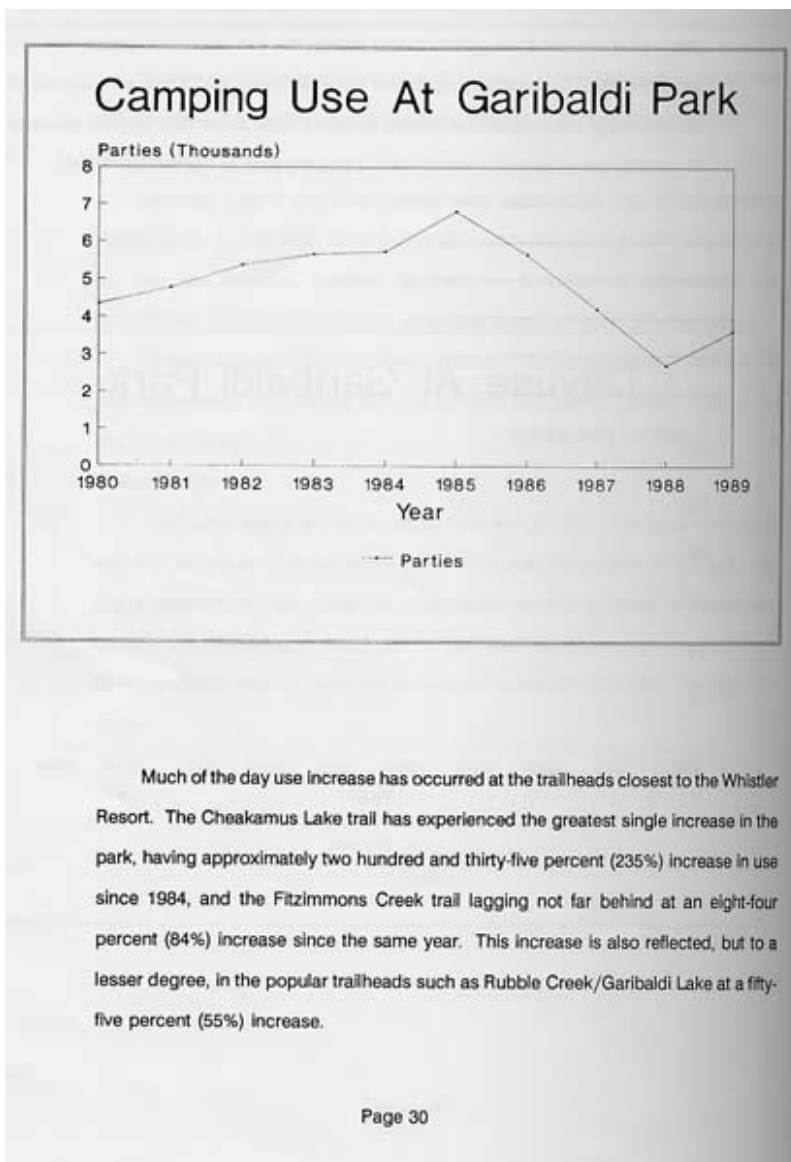 Camping Use At Garibaldi Park
Parties (Thousands)
8
7
6
5
4
3
2
1
0
1980 1981 1982 1983 1984 1985 1986 1987 1988 1989
Year
Parties
Much of the day use increase has occurred at the trailheads closest to the Whistler
Resort. The Cheakamus Lake trail has experienced the greatest single increase in the
park, having approximately two hundred and thirty-five percent (235%) increase in use
since 1984, and the Fitzimmons Creek trail lagging not far behind at an eight-four
percent (84%) increase since the same year. This increase is also reflected, but to a
lesser degree, in the popular trailheads such as Rubble Creek/Garibaldi Lake at a fifty-
five percent (55%) increase.
Page 30